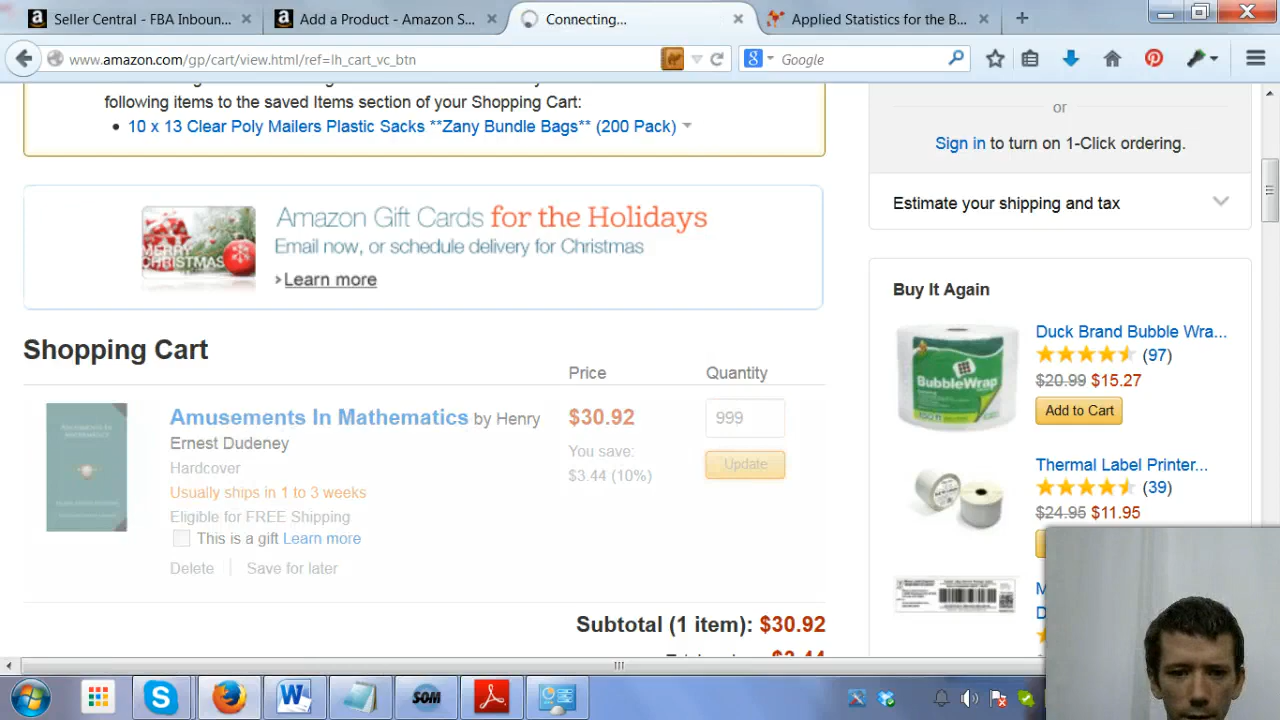 Seller Central - FBA Inboun...
Add a Product - Amazon S...
Connecting...
Applied Statistics for the B...
www.amazon.com/gp/cart/view.html/ref=lh_cart_vc_btn
Google
following items to the saved Items section of your Shopping Cart:
• 10 x 13 Clear Poly Mailers Plastic Sacks **Zany Bundle Bags** (200 Pack)
or
Sign in to turn on 1-Click ordering.
Estimate your shipping and tax
MERRY
CHRISTMAS
Amazon Gift Cards for the Holidays
Email now, or schedule delivery for Christmas
›Learn more
Buy It Again
Duck Brand Bubble Wra...
(97)
$20.99 $15.27
Add to Cart
BubbleWrap
Thermal Label Printer...
(39)
$24.95 $11.95
Shopping Cart
Price
Quantity
Amusements In Mathematics by Henry
Ernest Dudeney
Hardcover
Usually ships in 1 to 3 weeks
Eligible for FREE Shipping
This is a gift Learn more
Delete
Save for later
$30.92
You save:
$3.44 (10%)
999
Update
Subtotal (1 item): $30.92
SOM